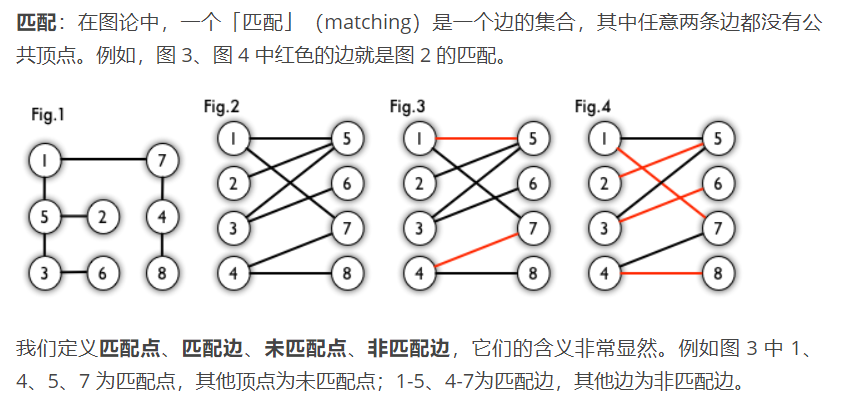 匹配：在图论中，一个「匹配」（matching）是一个边的集合，其中任意两条边都没有公
共顶点。例如，图 3、图 4 中红色的边就是图 2 的匹配。
Fig.1
1 7
5 2 4
3 6 8
Fig.2
1 5
2 6
3 7
4 8
Fig.3
1 5
2 6
3 7
4 8
Fig.4
1 5
2 6
3 7
4 8
我们定义匹配点、匹配边、未匹配点、非匹配边，它们的含义非常显然。例如图 3 中 1、
4、5、7 为匹配点，其他顶点为未匹配点；1-5、4-7为匹配边，其他边为非匹配边。